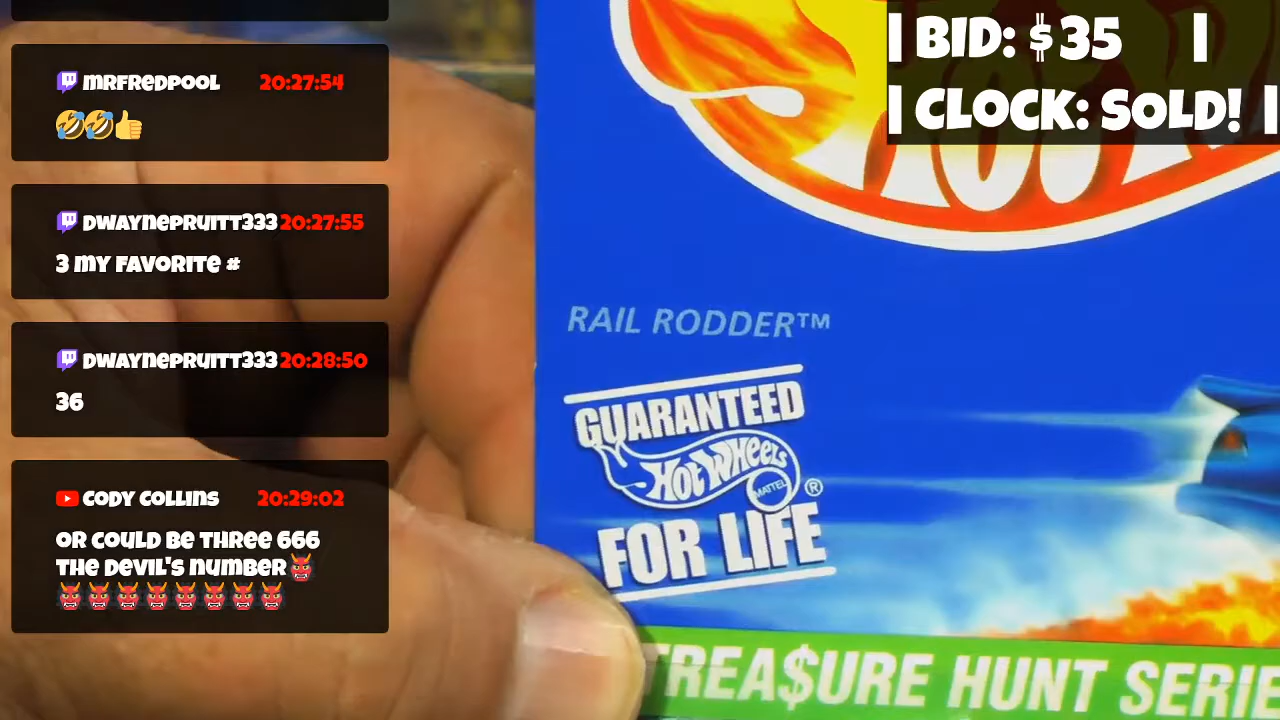 MRFREDPOOL 20:27:54
🤣🤣👍
DWAYNEPRUITT333 20:27:55
3 MY FAVORITE #
DWAYNEPRUITT333 20:28:50
36
CODY COLLINS 20:29:02
OR COULD BE THREE 666
THE DEVIL'S NUMBER👹
👹👹👹👹👹👹👹👹
| BID: $35 |
| CLOCK: SOLD! |
RAIL RODDER™
GUARANTEED
HOT WHEELS
MATTEL ®
FOR LIFE
TREA$URE HUNT SERIE